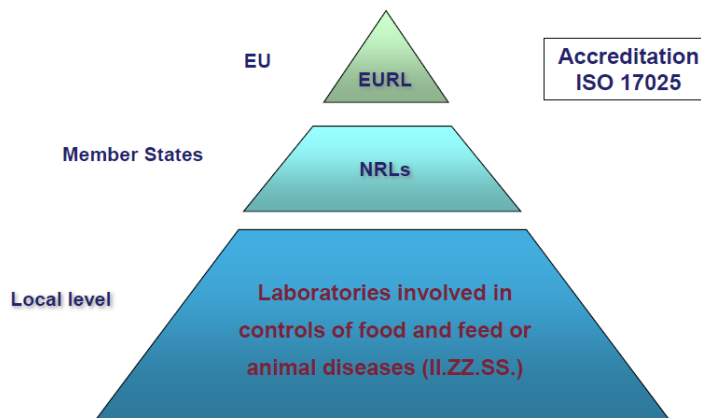 EU
EURL
Accreditation
ISO 17025
Member States
NRLs
Local level
Laboratories involved in
controls of food and feed or
animal diseases (II.ZZ.SS.)